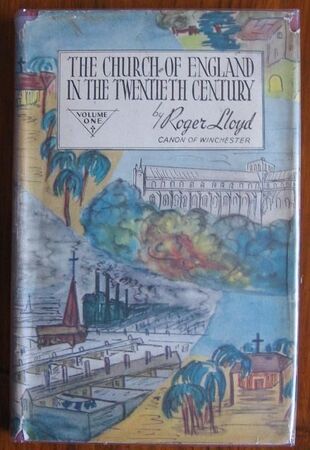 THE CHURCH OF ENGLAND
IN THE TWENTIETH CENTURY
VOLUME
ONE
by Roger Lloyd
CANON OF WINCHESTER